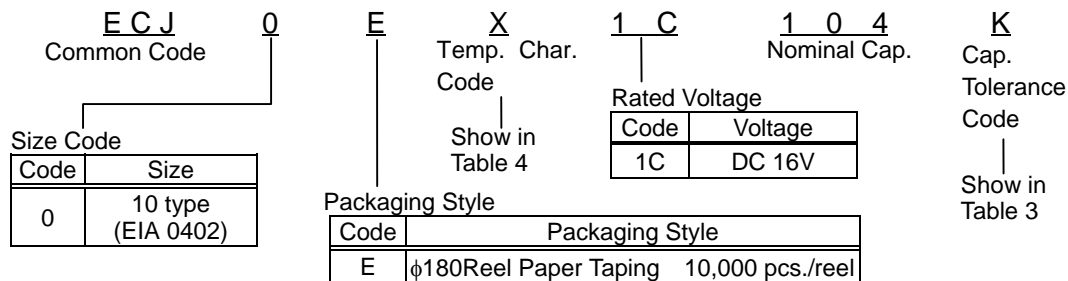 E C J 0 E X 1 C 1 0 4 K
Common Code
Temp. Char.
Code
Show in
Table 4
Nominal Cap.
Cap.
Tolerance
Code
Show in
Table 3
Rated Voltage
Code Voltage
1C DC 16V
Size Code
Code Size
0 10 type
(EIA 0402)
Packaging Style
Code Packaging Style
E ϕ180Reel Paper Taping 10,000 pcs./reel